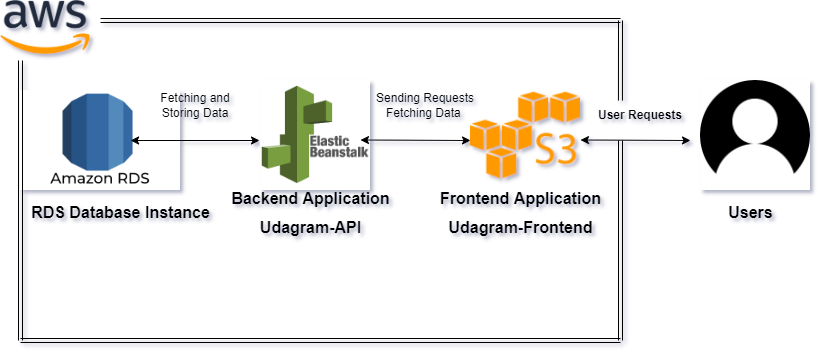 aws
Fetching and
Storing Data
Sending Requests
Fetching Data
User Requests
Elastic
Beanstalk
S3
Amazon RDS
RDS Database Instance
Backend Application
Udagram-API
Frontend Application
Udagram-Frontend
Users